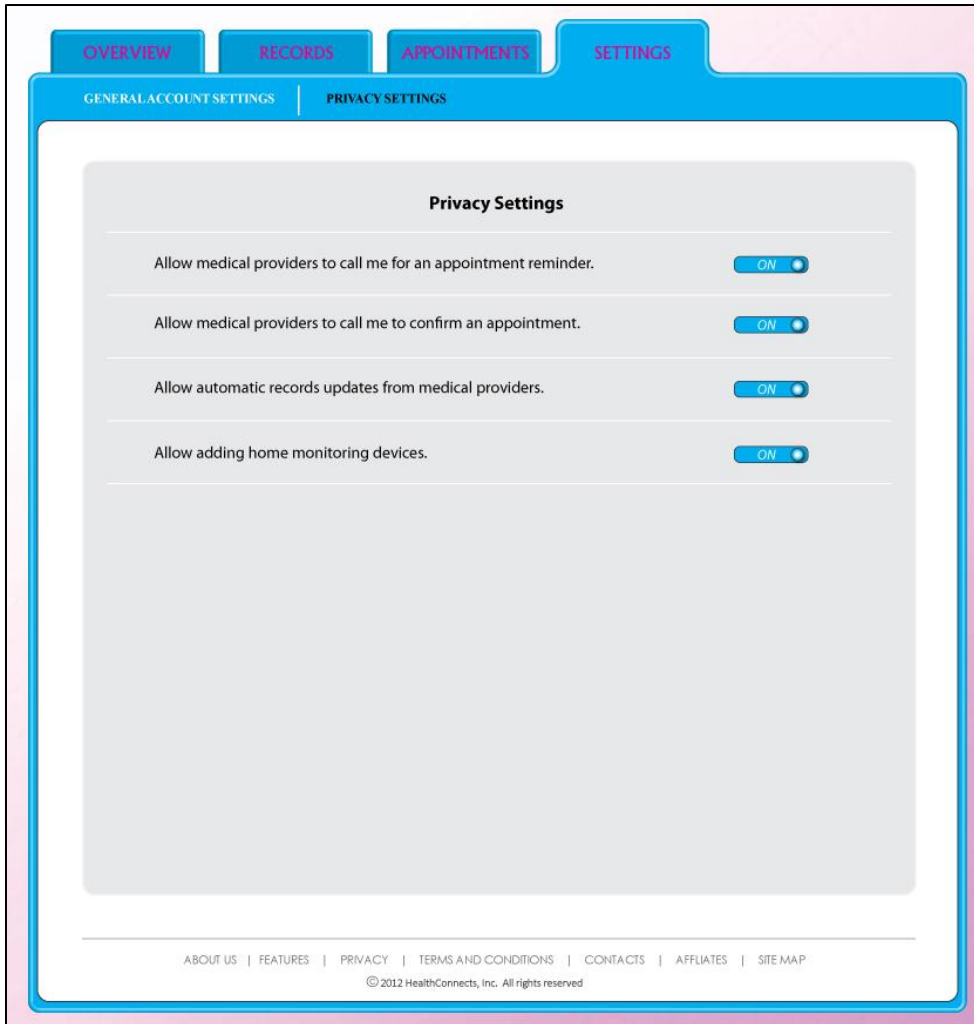 OVERVIEW RECORDS APPOINTMENTS SETTINGS
GENERAL ACCOUNT SETTINGS | PRIVACY SETTINGS
Privacy Settings
Allow medical providers to call me for an appointment reminder. ON
Allow medical providers to call me to confirm an appointment. ON
Allow automatic records updates from medical providers. ON
Allow adding home monitoring devices. ON
ABOUT US | FEATURES | PRIVACY | TERMS AND CONDITIONS | CONTACTS | AFFLIATES | SITE MAP
© 2012 HealthConnects, Inc. All rights reserved